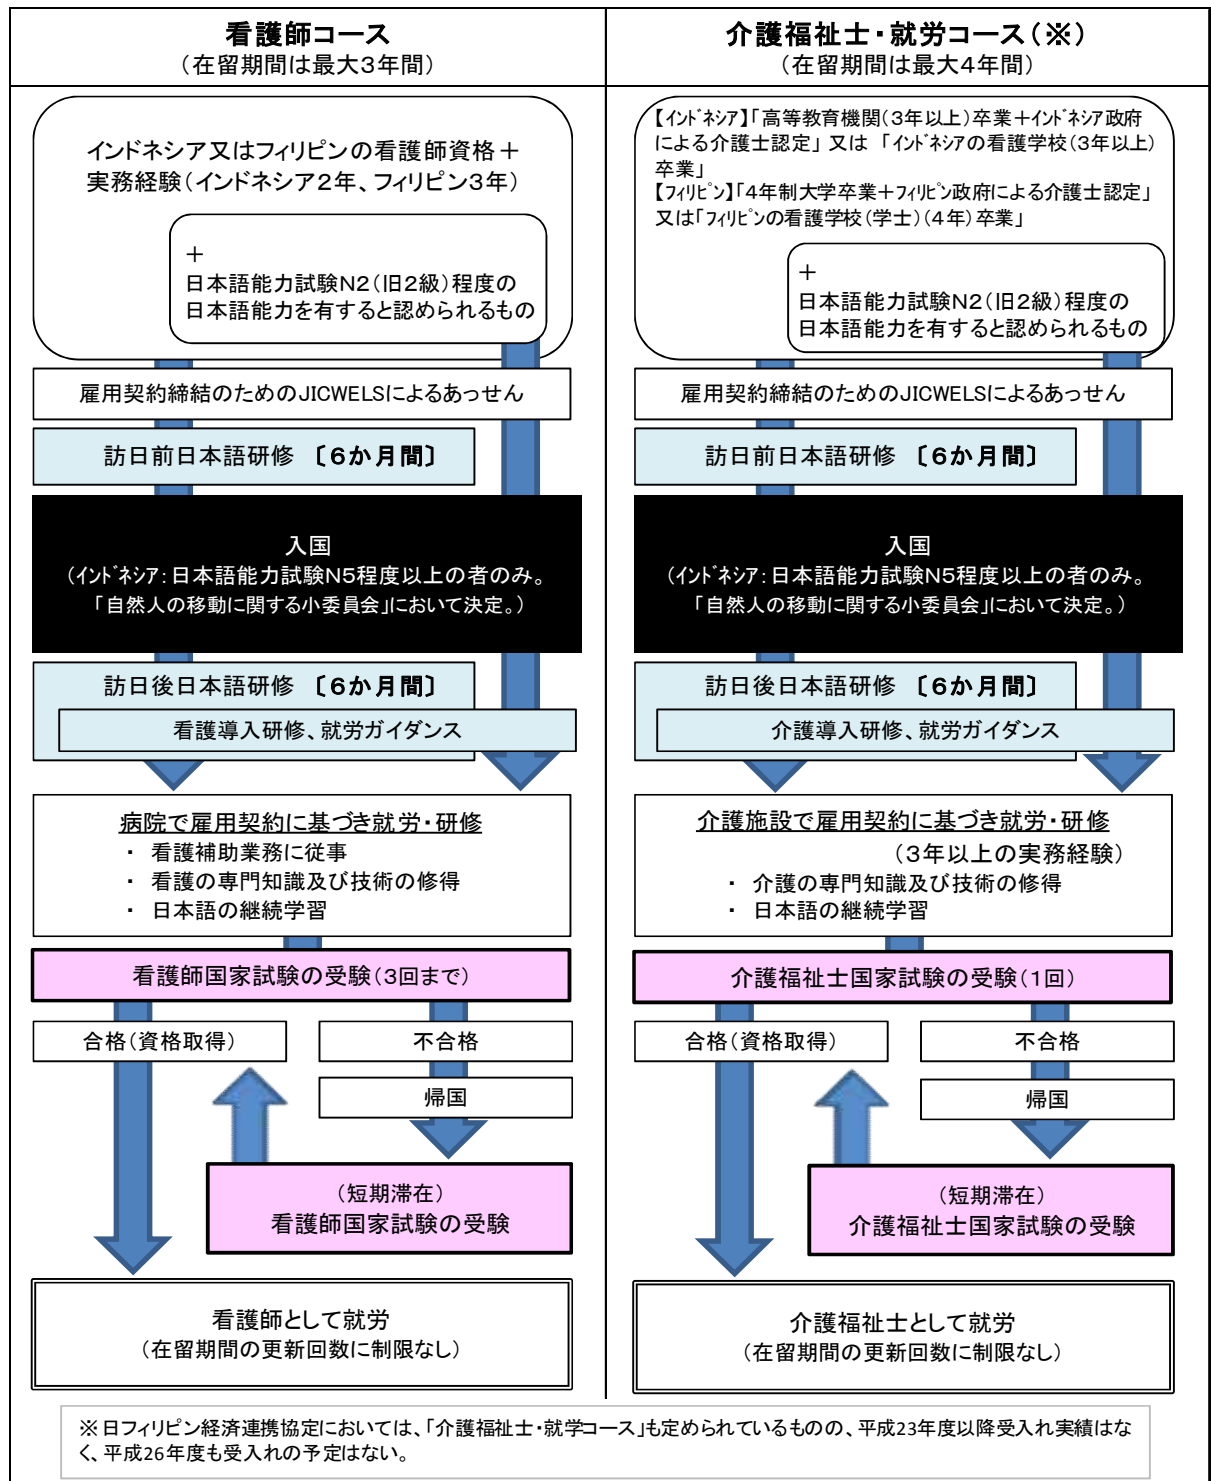 看護師コース
(在留期間は最大3年間)
インドネシア又はフィリピンの看護師資格＋
実務経験(インドネシア2年、フィリピン3年)
＋
日本語能力試験N2(旧2級)程度の
日本語能力を有すると認められるもの
雇用契約締結のためのJICWELSによるあっせん
訪日前日本語研修 〔6か月間〕
入国
(ｲﾝﾄﾞﾈｼｱ:日本語能力試験N5程度以上の者のみ。
「自然人の移動に関する小委員会」において決定。)
訪日後日本語研修 〔6か月間〕
看護導入研修、就労ガイダンス
病院で雇用契約に基づき就労・研修
・ 看護補助業務に従事
・ 看護の専門知識及び技術の修得
・ 日本語の継続学習
看護師国家試験の受験(3回まで)
合格(資格取得)
不合格
帰国
(短期滞在)
看護師国家試験の受験
看護師として就労
(在留期間の更新回数に制限なし)
介護福祉士・就労コース(※)
(在留期間は最大4年間)
【ｲﾝﾄﾞﾈｼｱ】「高等教育機関(3年以上)卒業＋ｲﾝﾄﾞﾈｼｱ政府
による介護士認定」 又は 「ｲﾝﾄﾞﾈｼｱの看護学校(3年以上)
卒業」
【ﾌｨﾘﾋﾟﾝ】「4年制大学卒業＋ﾌｨﾘﾋﾟﾝ政府による介護士認定」
又は「ﾌｨﾘﾋﾟﾝの看護学校(学士)(4年)卒業」
＋
日本語能力試験N2(旧2級)程度の
日本語能力を有すると認められるもの
雇用契約締結のためのJICWELSによるあっせん
訪日前日本語研修 〔6か月間〕
入国
(ｲﾝﾄﾞﾈｼｱ:日本語能力試験N5程度以上の者のみ。
「自然人の移動に関する小委員会」において決定。)
訪日後日本語研修 〔6か月間〕
介護導入研修、就労ガイダンス
介護施設で雇用契約に基づき就労・研修
(3年以上の実務経験)
・ 介護の専門知識及び技術の修得
・ 日本語の継続学習
介護福祉士国家試験の受験(1回)
合格(資格取得)
不合格
帰国
(短期滞在)
介護福祉士国家試験の受験
介護福祉士として就労
(在留期間の更新回数に制限なし)
※日フィリピン経済連携協定においては、「介護福祉士・就学コース」も定められているものの、平成23年度以降受入れ実績はな
く、平成26年度も受入れの予定はない。